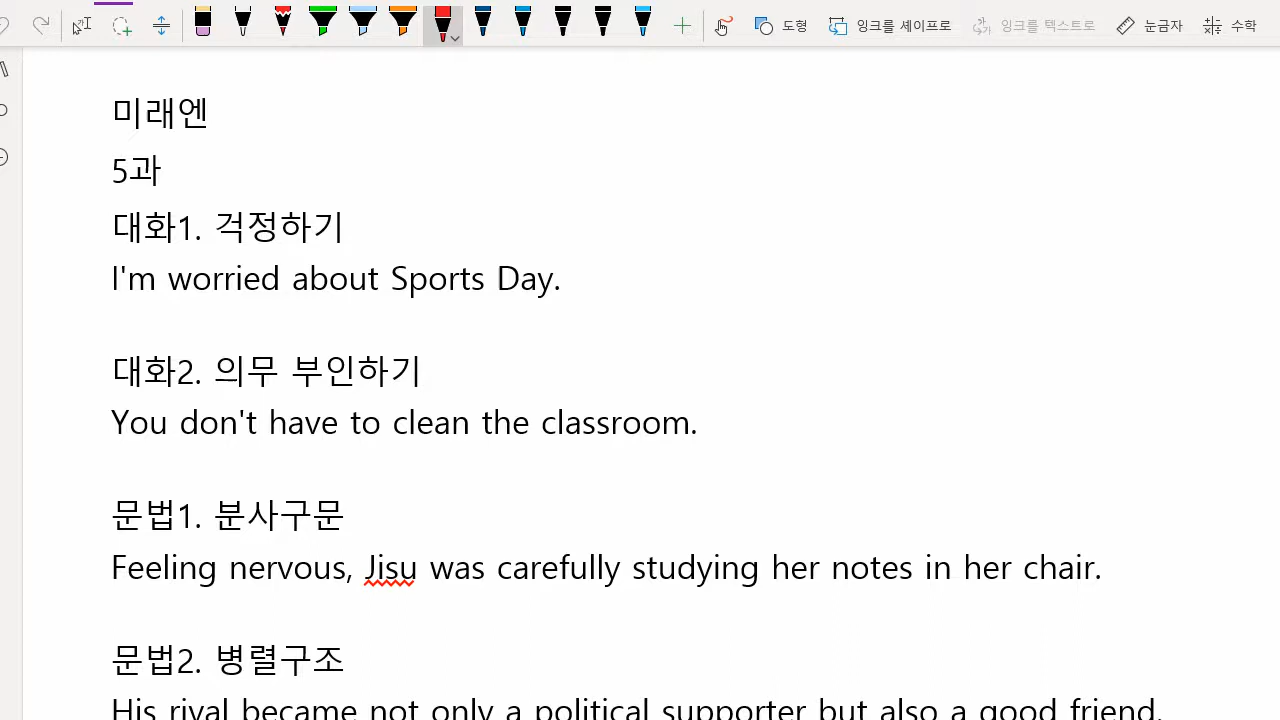 도형
잉크를 셰이프로
잉크를 텍스트로
눈금자
수학
미래엔
5과
대화1. 걱정하기
I'm worried about Sports Day.
대화2. 의무 부인하기
You don't have to clean the classroom.
문법1. 분사구문
Feeling nervous, Jisu was carefully studying her notes in her chair.
문법2. 병렬구조
His rival became not only a political supporter but also a good friend.